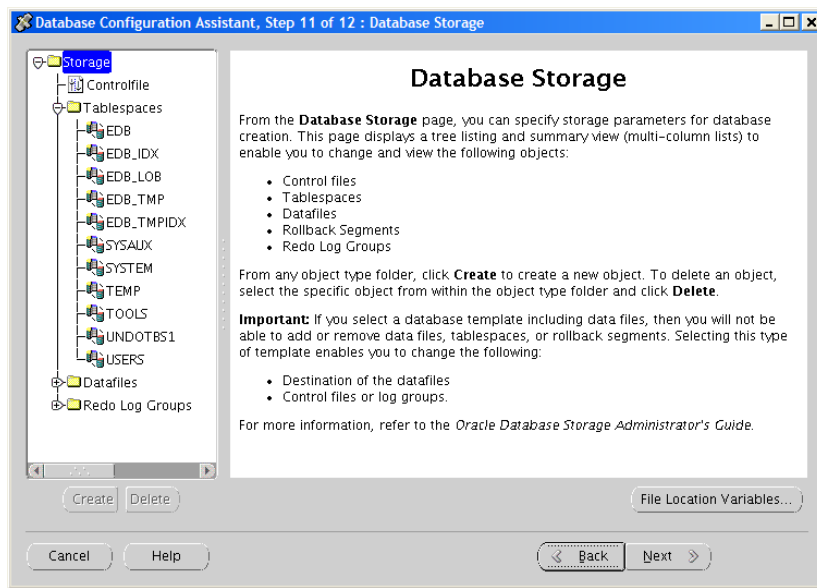 Database Configuration Assistant, Step 11 of 12 : Database Storage
Storage
Controlfile
Tablespaces
EDB
EDB_IDX
EDB_LOB
EDB_TMP
EDB_TMPIDX
SYSAUX
SYSTEM
TEMP
TOOLS
UNDOTBS1
USERS
Datafiles
Redo Log Groups
Create
Delete
Database Storage
From the Database Storage page, you can specify storage parameters for database
creation. This page displays a tree listing and summary view (multi-column lists) to
enable you to change and view the following objects:
• Control files
• Tablespaces
• Datafiles
• Rollback Segments
• Redo Log Groups
From any object type folder, click Create to create a new object. To delete an object,
select the specific object from within the object type folder and click Delete.
Important: If you select a database template including data files, then you will not be
able to add or remove data files, tablespaces, or rollback segments. Selecting this type
of template enables you to change the following:
• Destination of the datafiles
• Control files or log groups.
For more information, refer to the Oracle Database Storage Administrator's Guide.
File Location Variables...
Cancel
Help
Back
Next